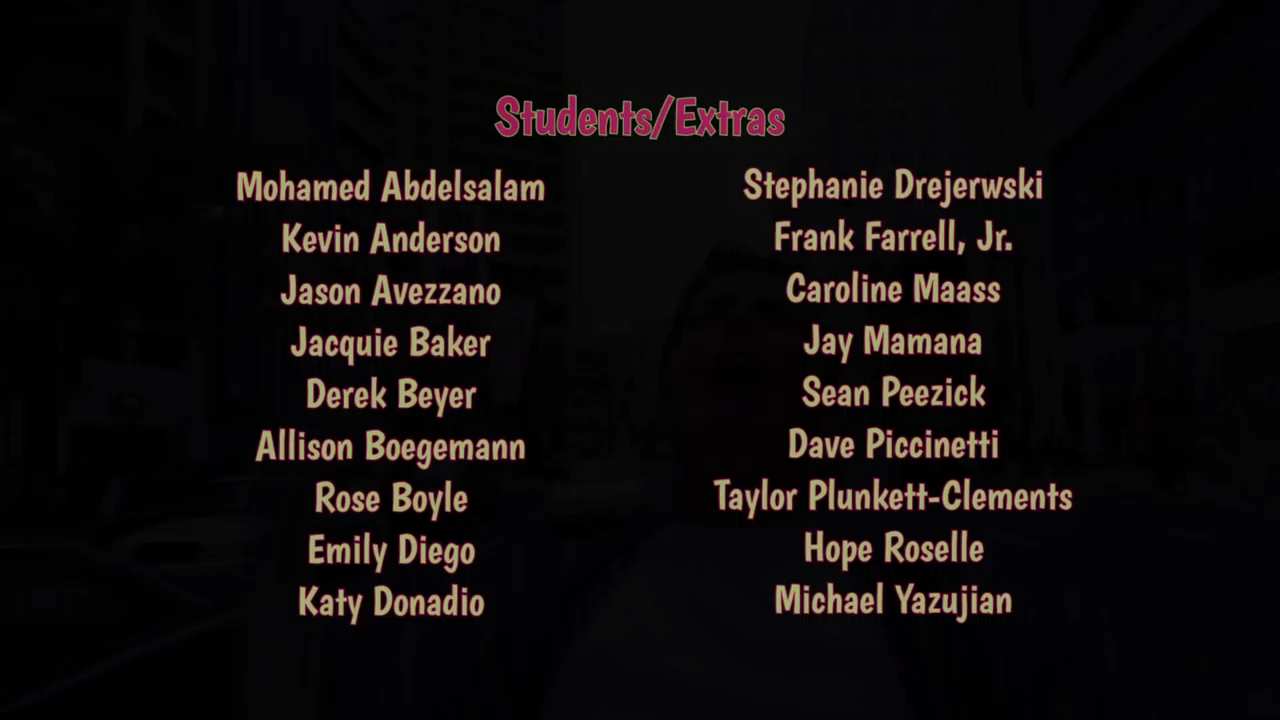 Students/Extras
Mohamed Abdelsalam
Kevin Anderson
Jason Avezzano
Jacquie Baker
Derek Beyer
Allison Boegemann
Rose Boyle
Emily Diego
Katy Donadio
Stephanie Drejerwski
Frank Farrell, Jr.
Caroline Maass
Jay Mamana
Sean Peezick
Dave Piccinetti
Taylor Plunkett-Clements
Hope Roselle
Michael Yazujian